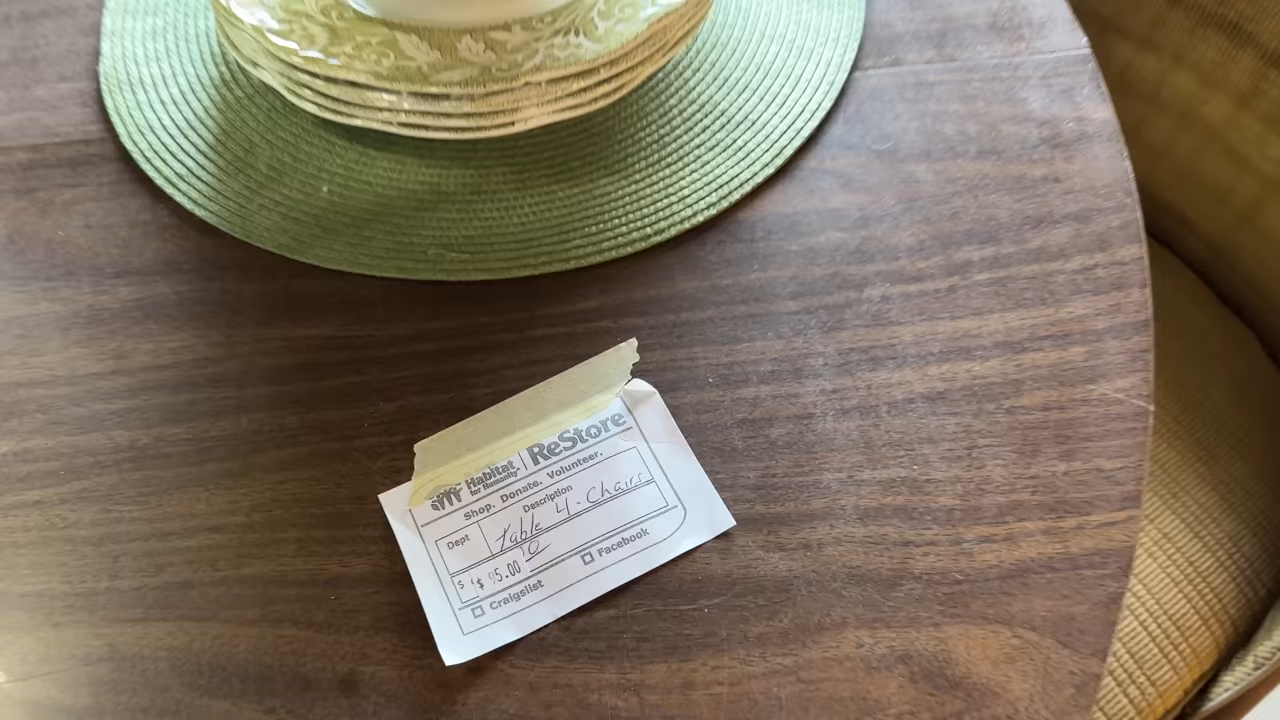 Habitat for Humanity® | ReStore
Shop. Donate. Volunteer.
Dept Description
Table 4-Chairs
$ $ 95.00
Craigslist Facebook